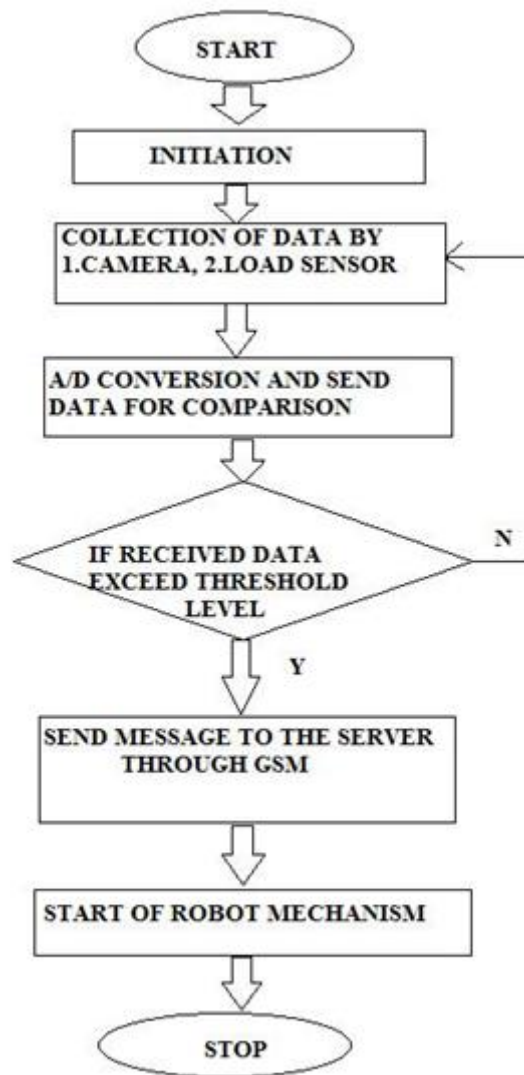 START
INITIATION
COLLECTION OF DATA BY
1.CAMERA, 2.LOAD SENSOR
A/D CONVERSION AND SEND
DATA FOR COMPARISON
IF RECEIVED DATA
EXCEED THRESHOLD
LEVEL
N
Y
SEND MESSAGE TO THE SERVER
THROUGH GSM
START OF ROBOT MECHANISM
STOP